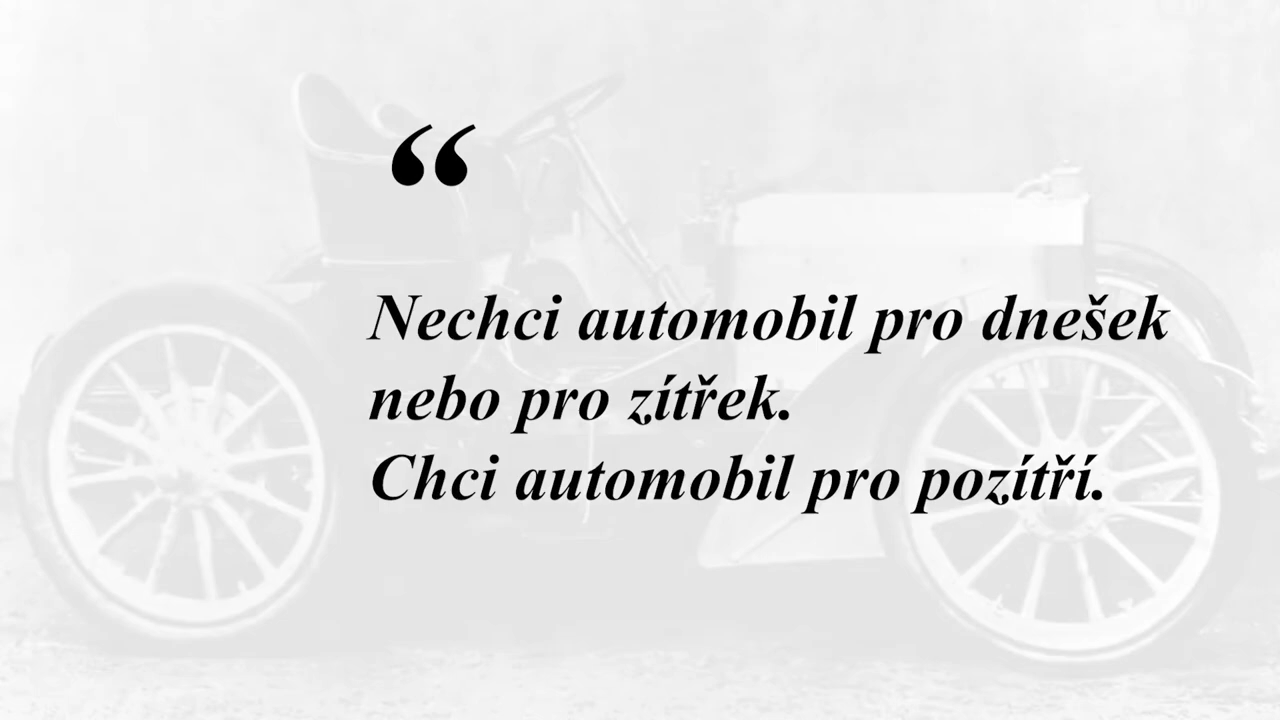 “
Nechci automobil pro dnešek
nebo pro zítřek.
Chci automobil pro pozítří.